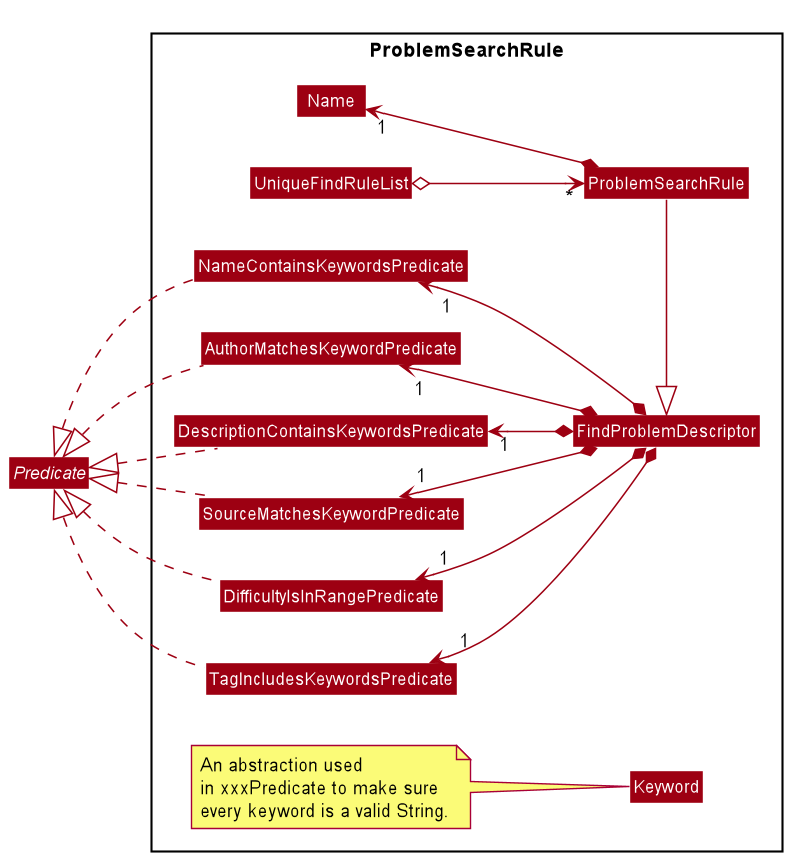 ProblemSearchRule
Name
1
UniqueFindRuleList
*
ProblemSearchRule
NameContainsKeywordsPredicate
1
AuthorMatchesKeywordPredicate
1
DescriptionContainsKeywordsPredicate
1
FindProblemDescriptor
Predicate
1
SourceMatchesKeywordPredicate
1
DifficultyIsInRangePredicate
1
TagIncludesKeywordsPredicate
An abstraction used
in xxxPredicate to make sure
every keyword is a valid String.
Keyword